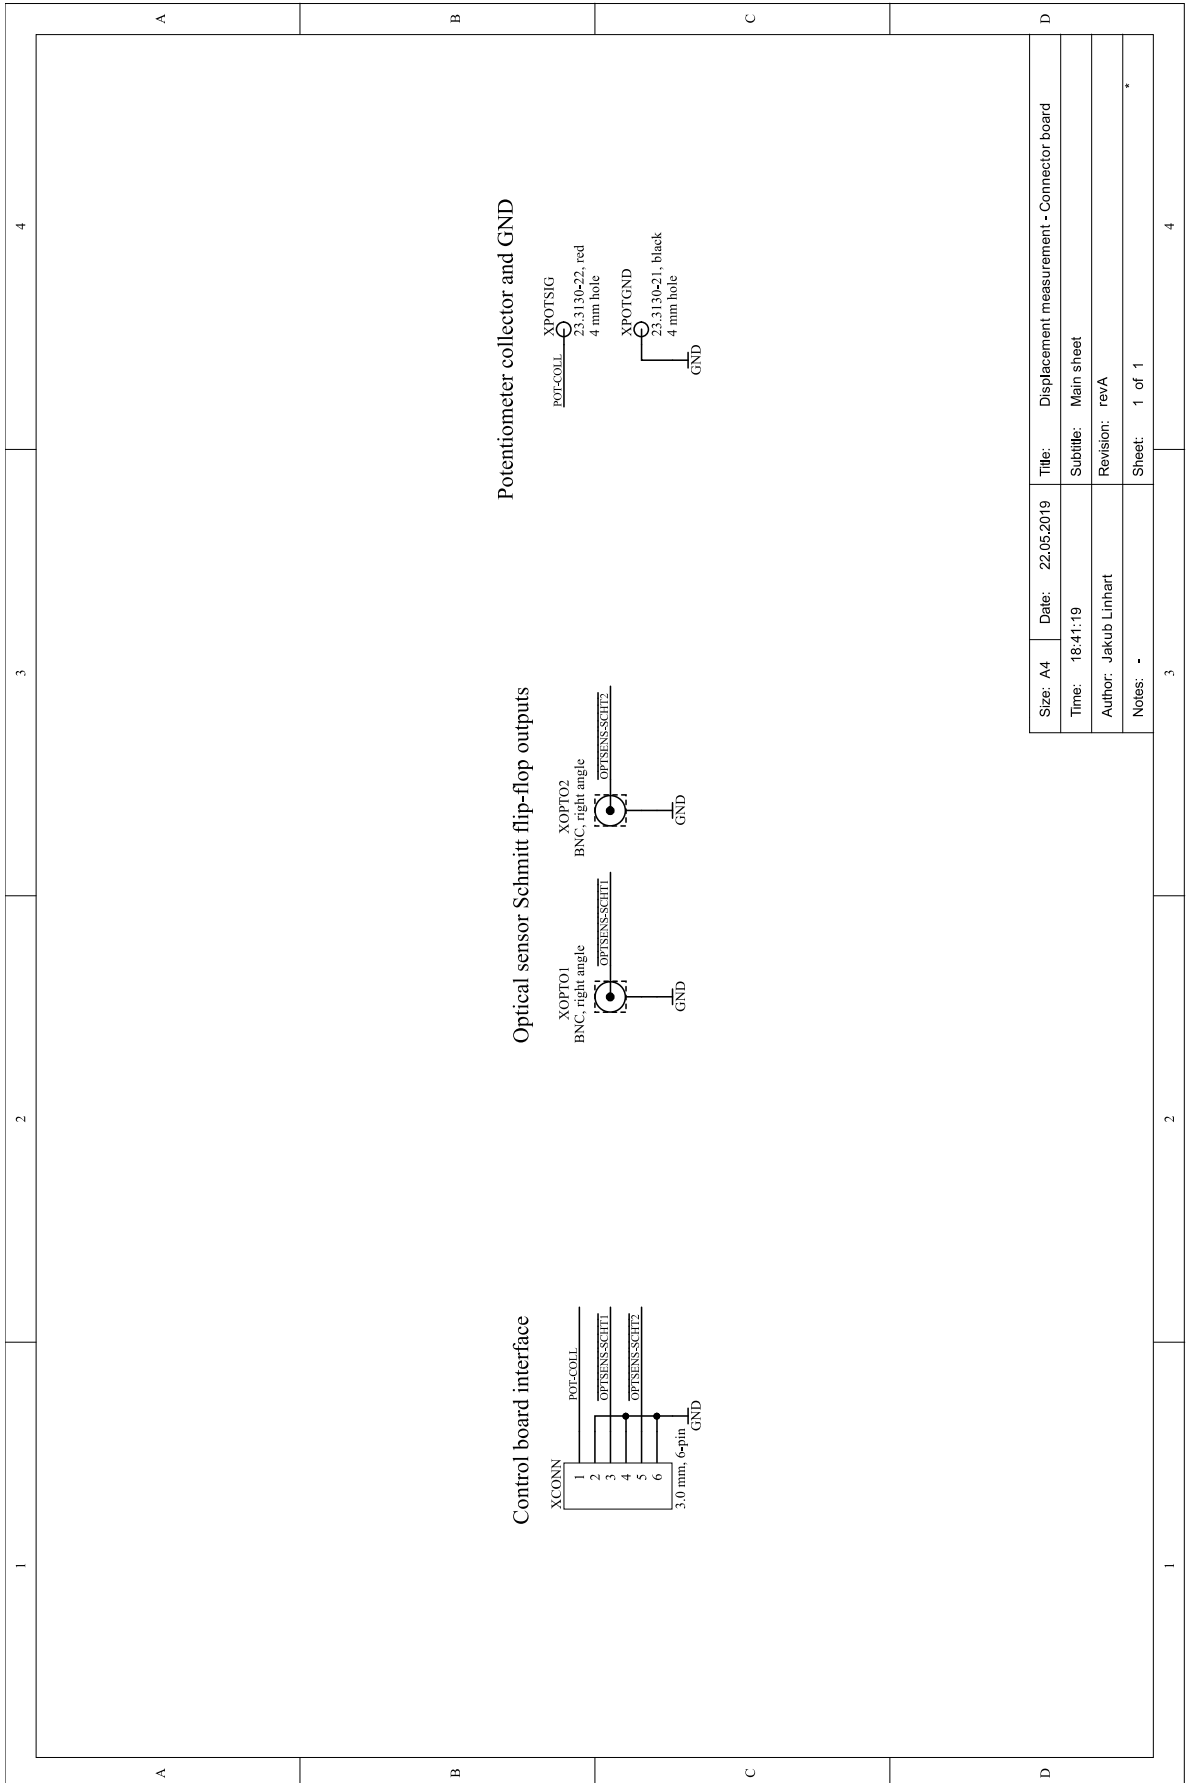 1
2
3
4
A
A
B
B
C
C
D
D
Control board interface
XCONN
1
2
3
4
5
6
POT-COLL
OPTSENS-SCHT1
OPTSENS-SCHT2
GND
3.0 mm, 6-pin
Optical sensor Schmitt flip-flop outputs
XOPTO1
BNC, right angle
OPTSENS-SCHT1
GND
XOPTO2
BNC, right angle
OPTSENS-SCHT2
GND
Potentiometer collector and GND
POT-COLL
XPOTSIG
23.3130-22, red
4 mm hole
XPOTGND
23.3130-21, black
4 mm hole
GND
Size: A4 Date: 22.05.2019 Title: Displacement measurement - Connector board
Time: 18:41:19 Subtitle: Main sheet
Author: Jakub Linhart Revision: revA
Notes: - Sheet: 1 of 1 *
1
2
3
4